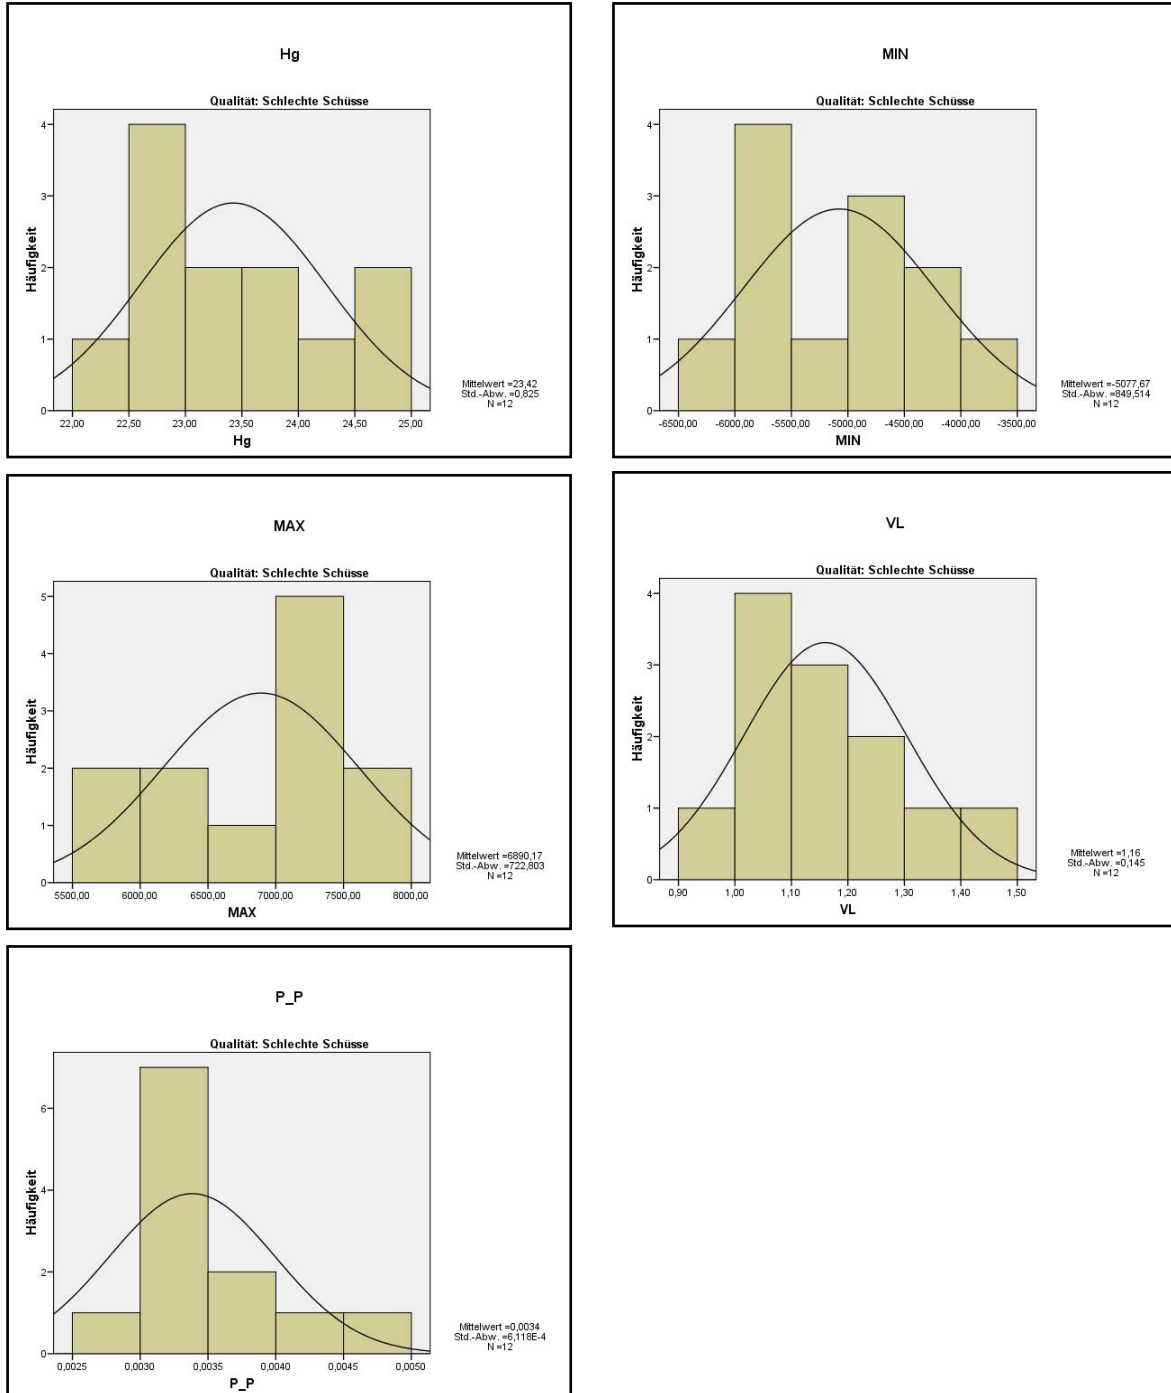 Hg
Qualität: Schlechte Schüsse
Häufigkeit
4
3
2
1
0
22,00 22,50 23,00 23,50 24,00 24,50 25,00
Hg
Mittelwert =23,42
Std.-Abw. =0,825
N =12
MIN
Qualität: Schlechte Schüsse
Häufigkeit
4
3
2
1
0
-6500,00 -6000,00 -5500,00 -5000,00 -4500,00 -4000,00 -3500,00
MIN
Mittelwert =-5077,67
Std.-Abw. =849,514
N =12
MAX
Qualität: Schlechte Schüsse
Häufigkeit
5
4
3
2
1
0
5500,00 6000,00 6500,00 7000,00 7500,00 8000,00
MAX
Mittelwert =6890,17
Std.-Abw. =722,803
N =12
VL
Qualität: Schlechte Schüsse
Häufigkeit
4
3
2
1
0
0,90 1,00 1,10 1,20 1,30 1,40 1,50
VL
Mittelwert =1,16
Std.-Abw. =0,145
N =12
P_P
Qualität: Schlechte Schüsse
Häufigkeit
6
4
2
0
0,0025 0,0030 0,0035 0,0040 0,0045 0,0050
P_P
Mittelwert =0,0034
Std.-Abw. =6,118E-4
N =12